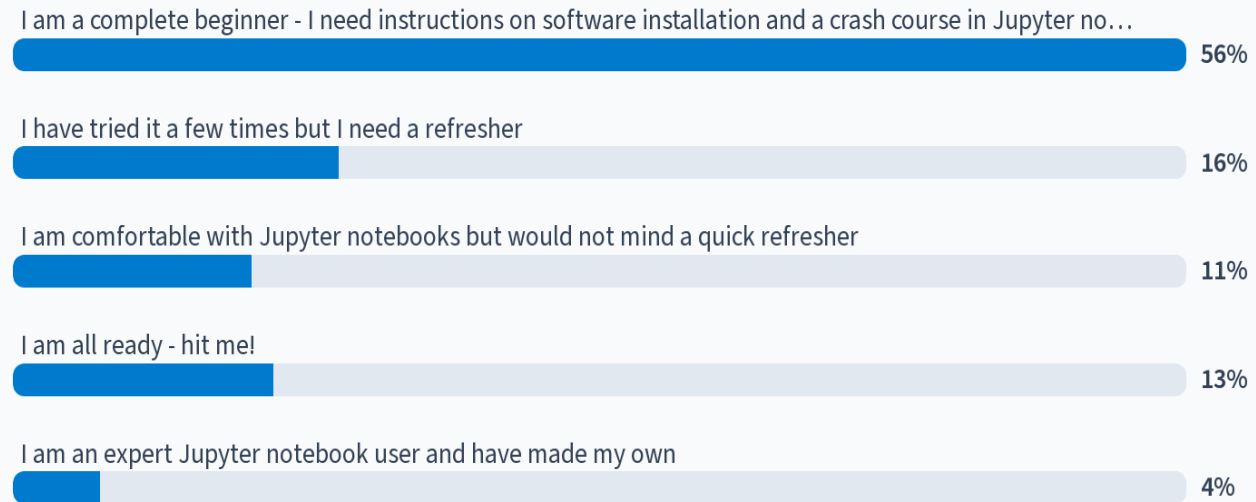 I am a complete beginner - I need instructions on software installation and a crash course in Jupyter no...
56%
I have tried it a few times but I need a refresher
16%
I am comfortable with Jupyter notebooks but would not mind a quick refresher
11%
I am all ready - hit me!
13%
I am an expert Jupyter notebook user and have made my own
4%